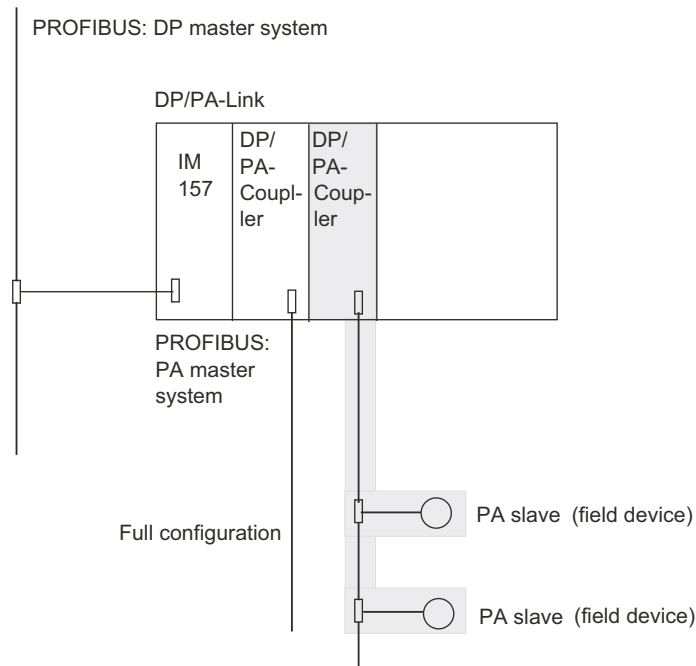 PROFIBUS: DP master system
DP/PA-Link
IM
157
DP/
PA-
Coupl-
ler
DP/
PA-
Coup-
ler
PROFIBUS:
PA master
system
Full configuration
PA slave (field device)
PA slave (field device)